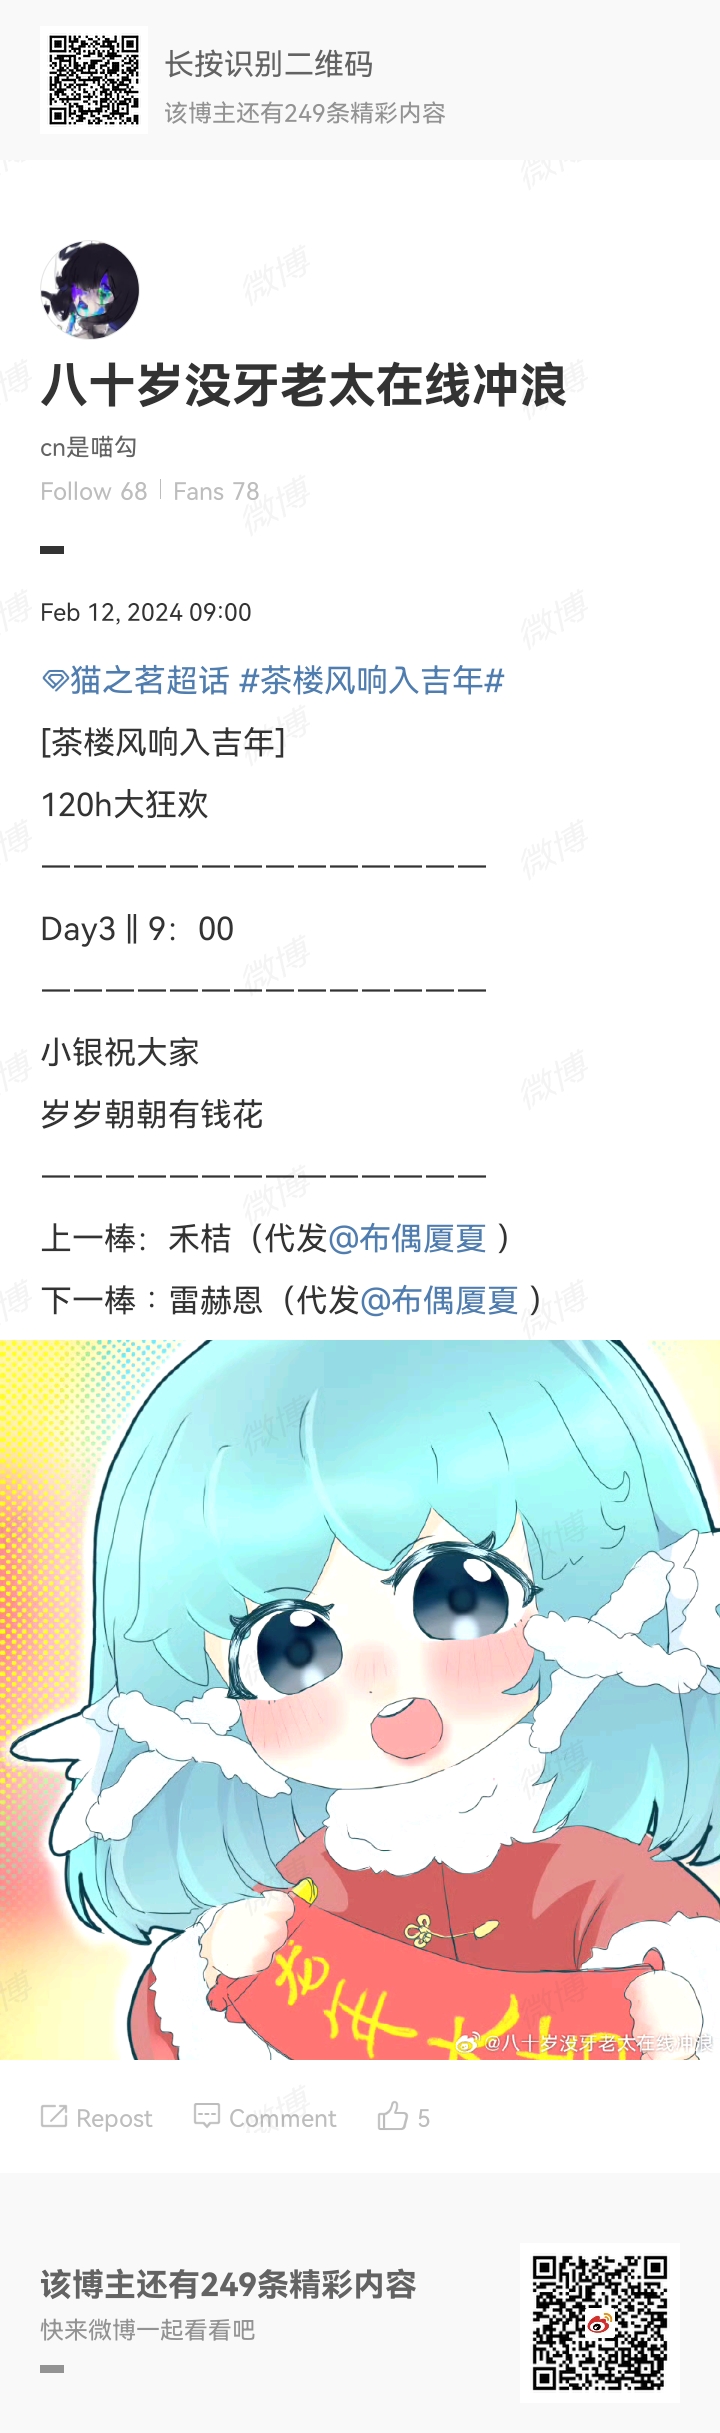 长按识别二维码
该博主还有249条精彩内容
八十岁没牙老太在线冲浪
cn是喵勾
Follow 68 | Fans 78
Feb 12, 2024 09:00
猫之茗超话 #茶楼风响入吉年#
[茶楼风响入吉年]
120h大狂欢
——————————————
Day3 || 9：00
——————————————
小银祝大家
岁岁朝朝有钱花
——————————————
上一棒：禾桔（代发@布偶厦夏 ）
下一棒：雷赫恩（代发@布偶厦夏 ）
年大
@八十岁没牙老太在线冲浪
Repost Comment 5
该博主还有249条精彩内容
快来微博一起看看吧
微博